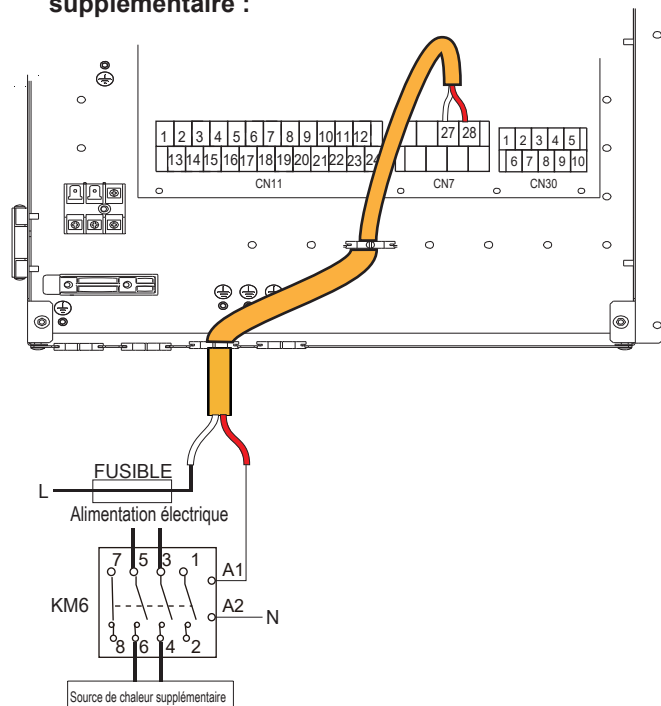 supplémentaire :
27 28
1 2 3 4 5 6 7 8 9 10 11 12
13 14 15 16 17 18 19 20 21 22 23 24
1 2 3 4 5
6 7 8 9 10
CN11
CN7
CN30
FUSIBLE
L
Alimentation électrique
7 5 3 1
A1
KM6
A2
N
8 6 4 2
Source de chaleur supplémentaire